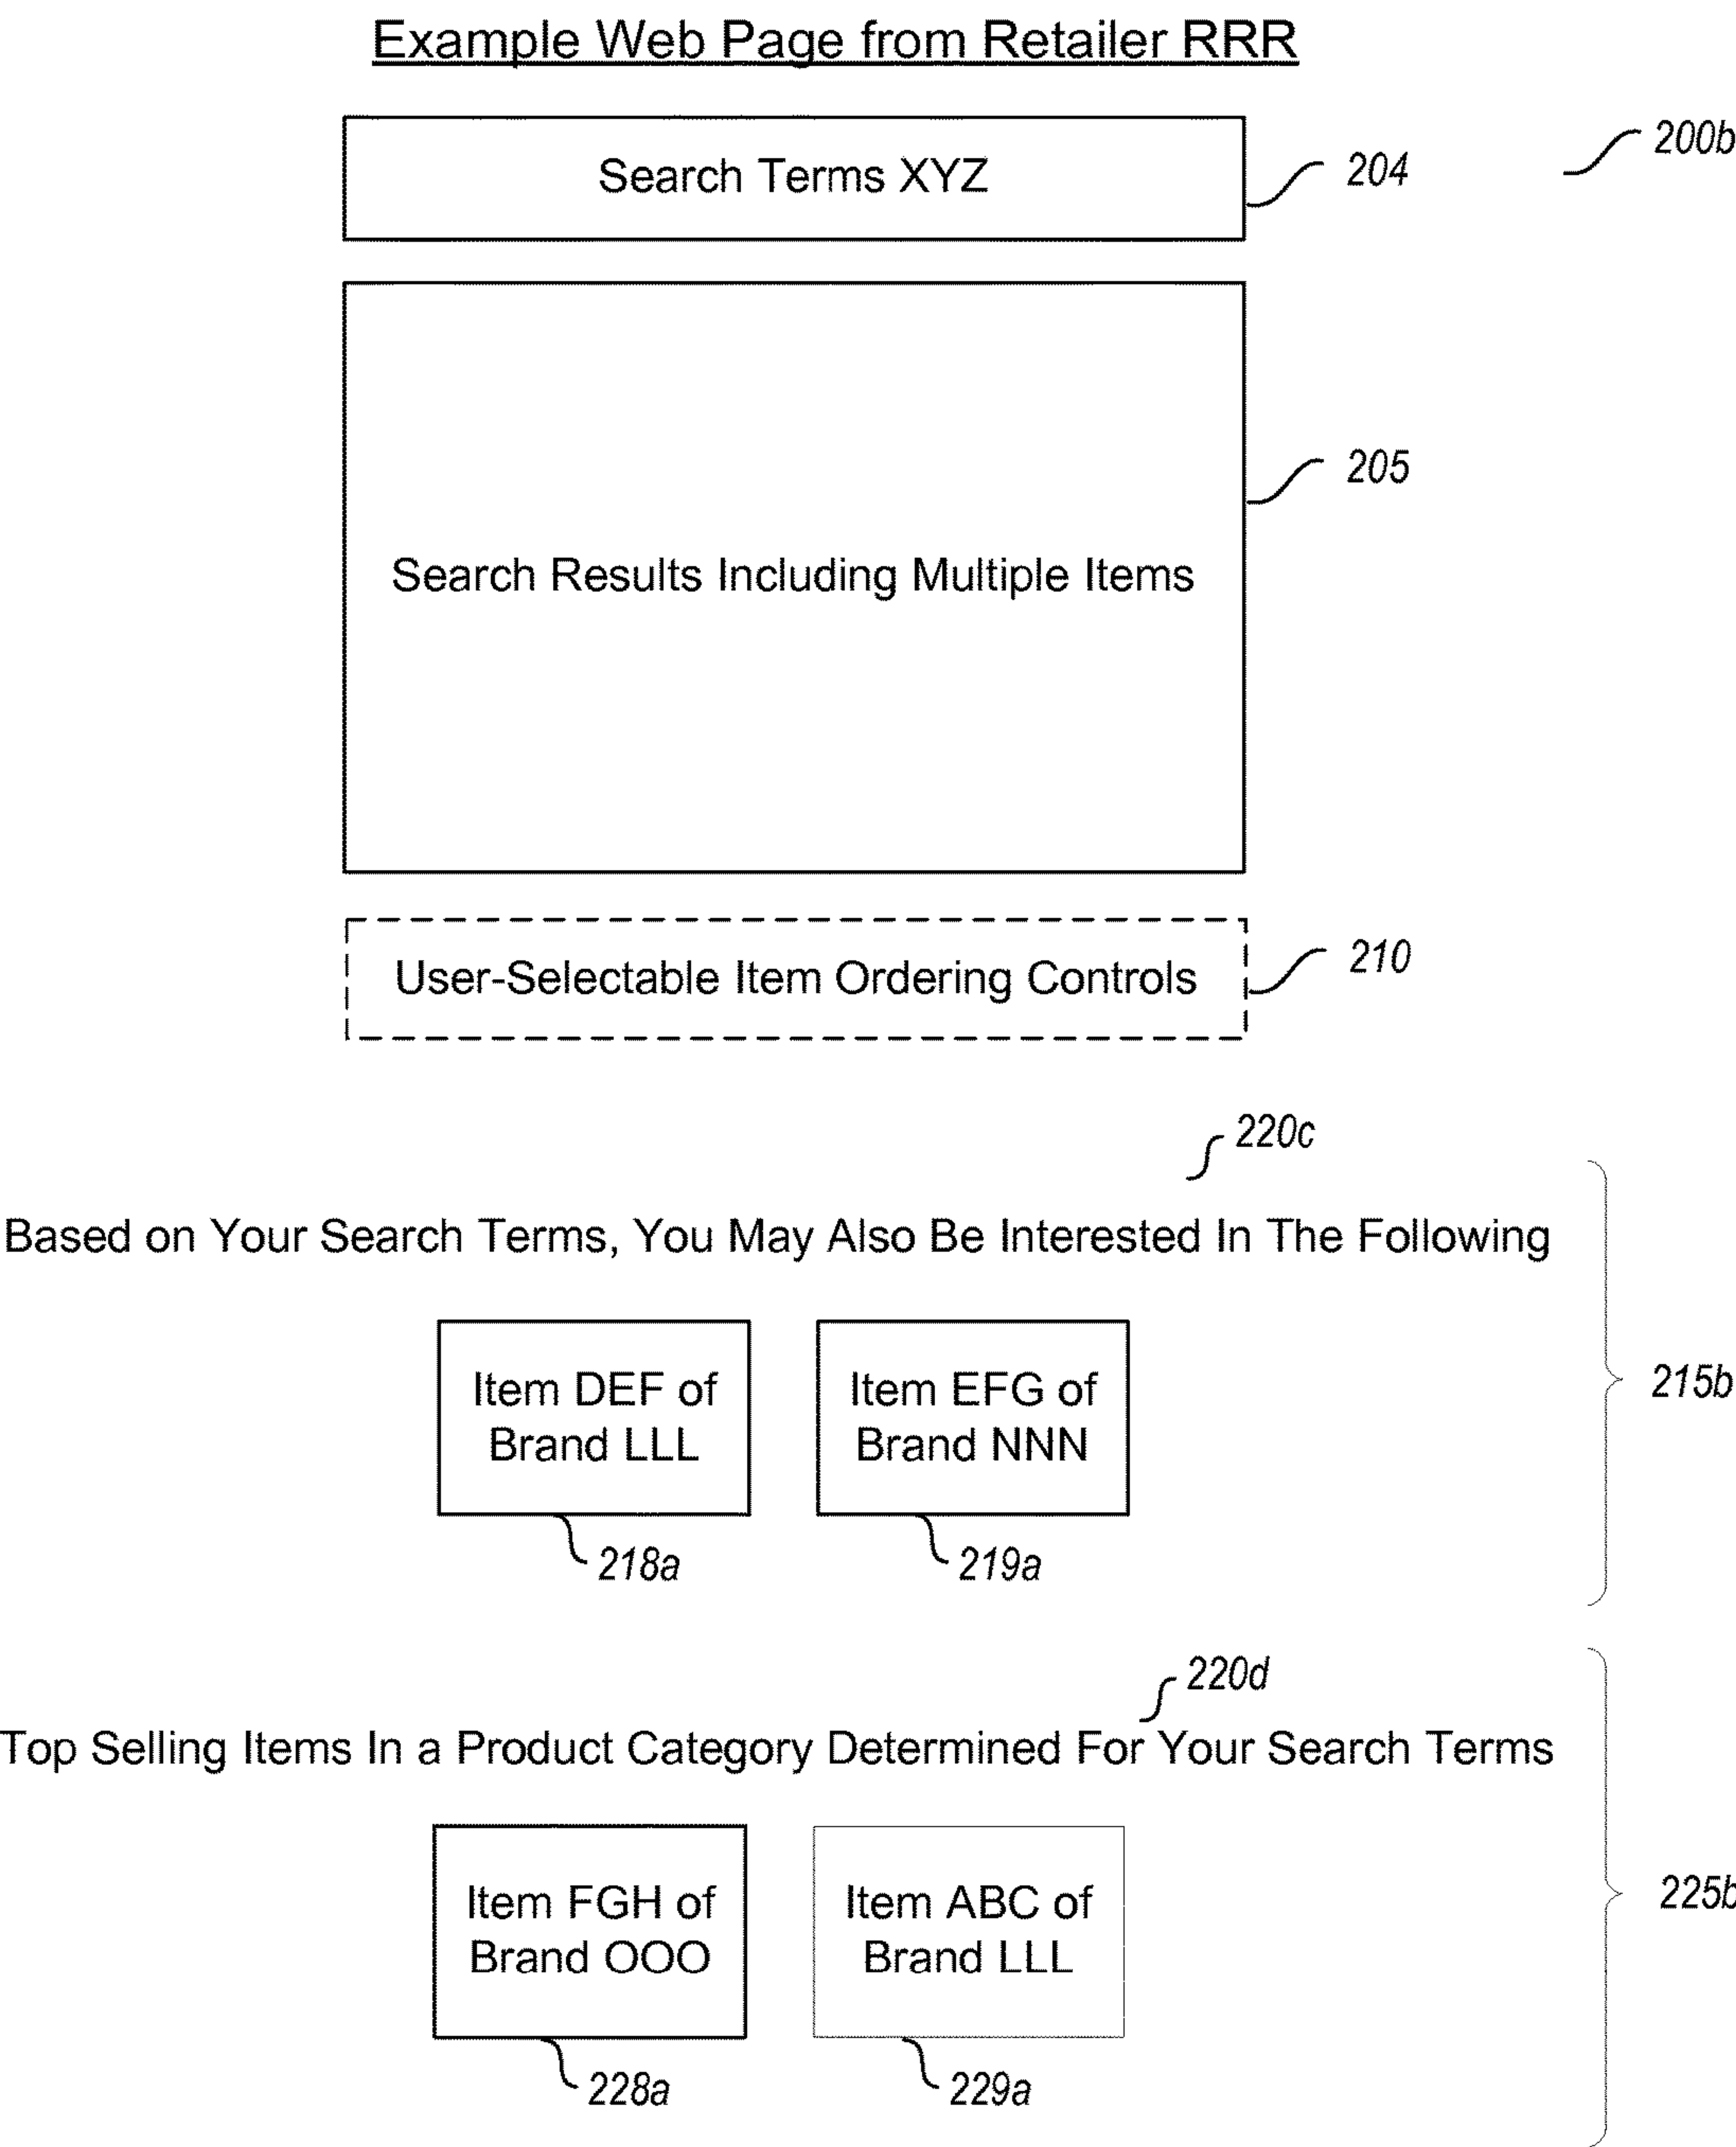 Example Web Page from Retailer RRR
200b
Search Terms XYZ
204
205
Search Results Including Multiple Items
User-Selectable Item Ordering Controls
210
220c
Based on Your Search Terms, You May Also Be Interested In The Following
Item DEF of
Brand LLL
Item EFG of
Brand NNN
215b
218a
219a
220d
Top Selling Items In a Product Category Determined For Your Search Terms
Item FGH of
Brand OOO
Item ABC of
Brand LLL
225b
228a
229a